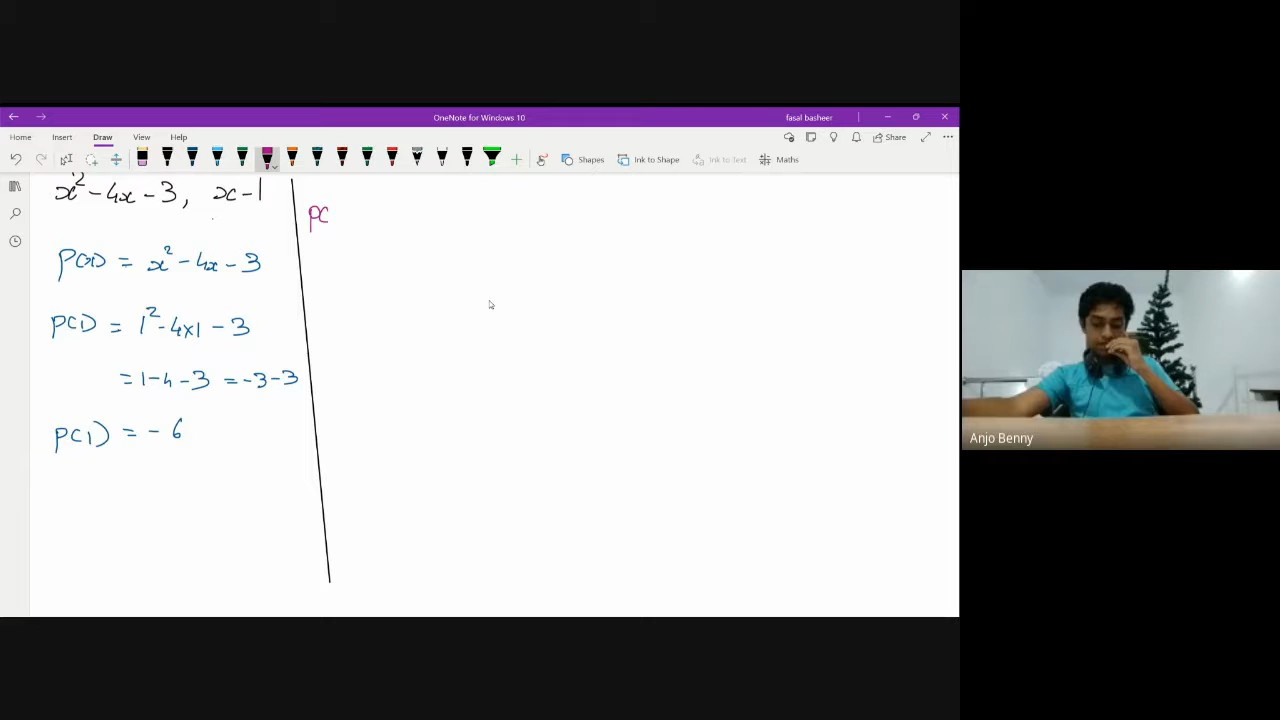 OneNote for Windows 10
fasal basheer
Home Insert Draw View Help
Share
Shapes Ink to Shape Ink to Text Maths
x² - 4x - 3, x - 1
p(x) = x² - 4x - 3
p(1) = 1² - 4x1 - 3
= 1 - 4 - 3 = -3 - 3
p(1) = - 6
pc
Anjo Benny